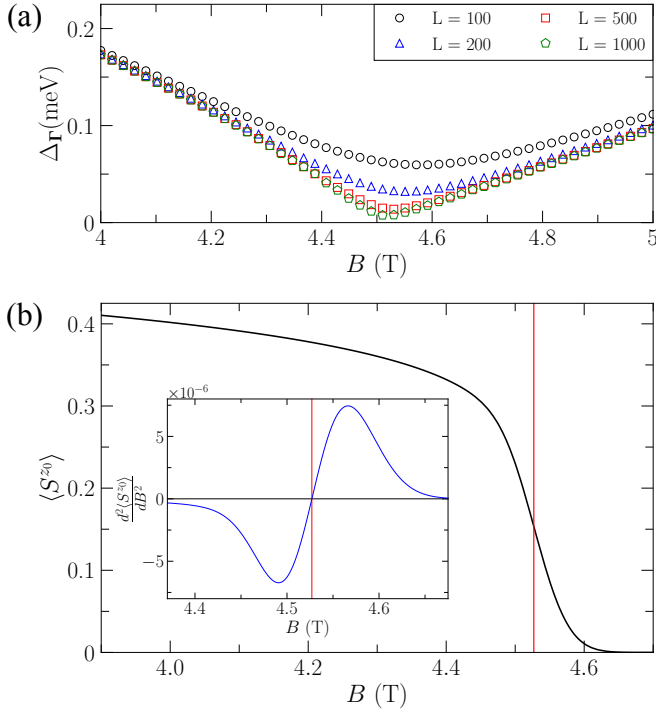 (a)
L = 100
L = 500
L = 200
L = 1000
0.2
0.1
0
Δ_Γ(meV)
4
4.2
4.4
4.6
4.8
5
B (T)
(b)
0.4
0.3
0.2
0.1
0
⟨S^{z_0}⟩
×10^{-6}
5
0
−5
d²⟨S^{z_0}⟩
dB²
4.4
4.5
4.6
B (T)
4.0
4.2
4.4
4.6
B (T)